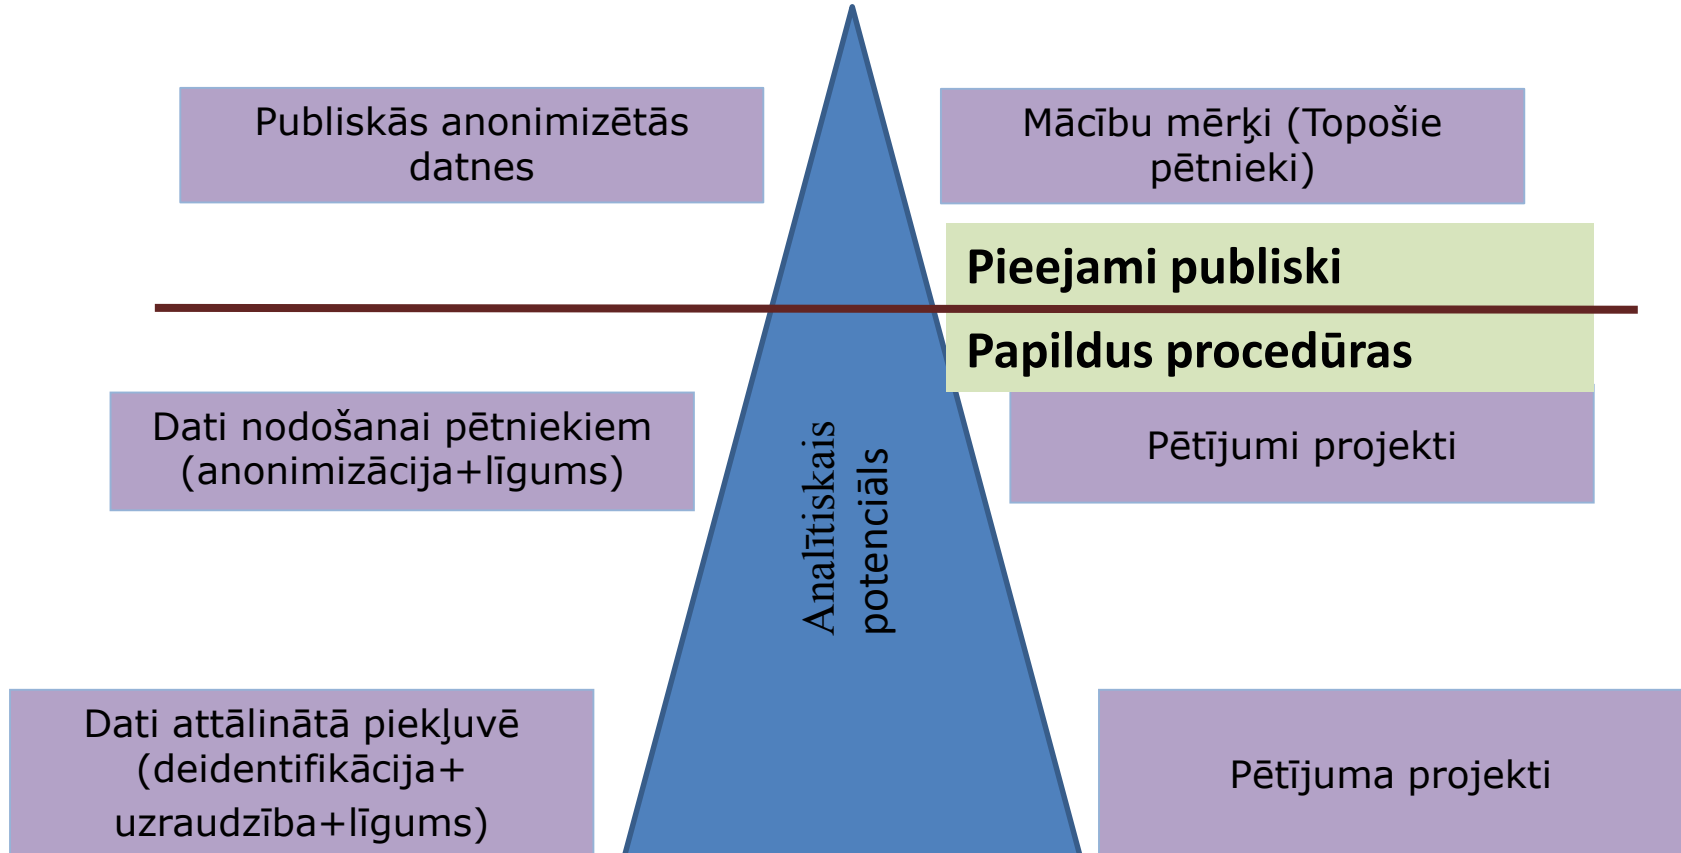 Publiskās anonimizētās
datnes
Mācību mērķi (Topošie
pētnieki)
Pieejami publiski
Papildus procedūras
Dati nodošanai pētniekiem
(anonimizācija+līgums)
Analītiskais
potenciāls
Pētījumi projekti
Dati attālinātā piekļuvē
(deidentifikācija+
uzraudzība+līgums)
Pētījuma projekti